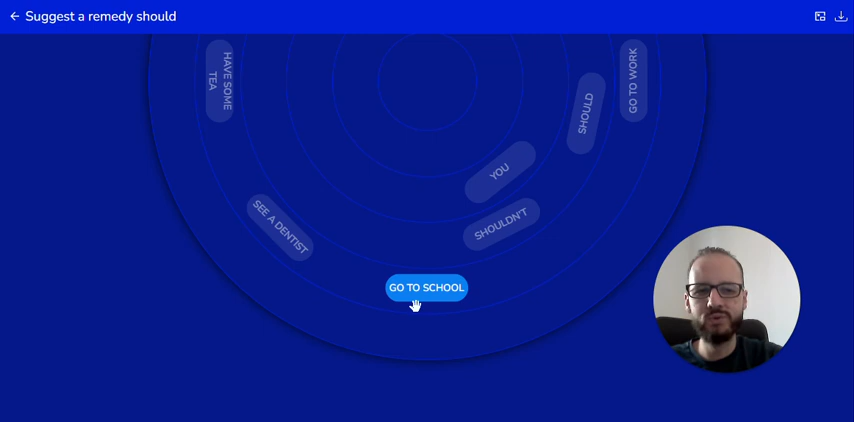 Suggest a remedy should
HAVE SOME
TEA
GO TO WORK
SHOULD
YOU
SHOULDN'T
SEE A DENTIST
GO TO SCHOOL